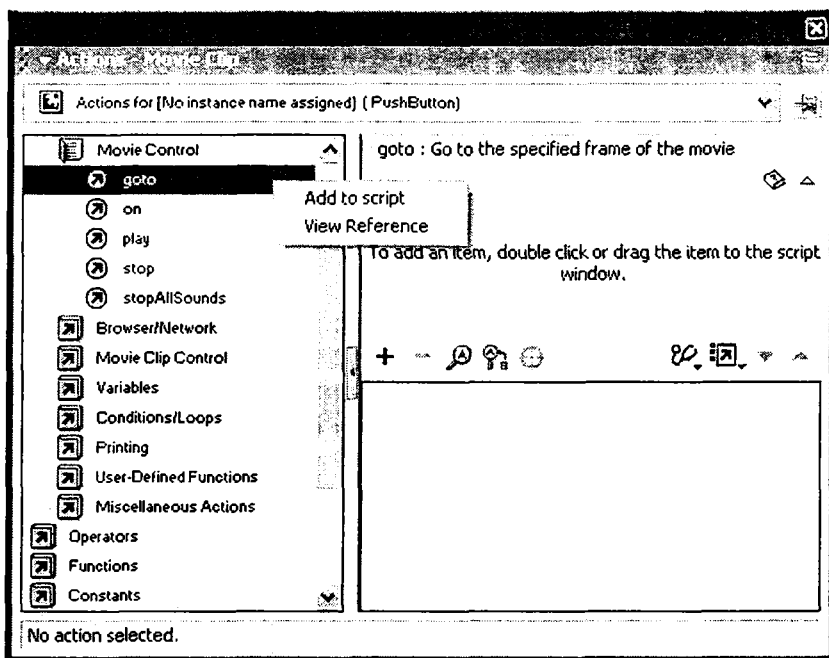 Actions - Movie Clip
Actions for [No instance name assigned] ( PushButton)
Movie Control
goto
on
play
stop
stopAllSounds
Browser/Network
Movie Clip Control
Variables
Conditions/Loops
Printing
User-Defined Functions
Miscellaneous Actions
Operators
Functions
Constants
Add to script
View Reference
goto : Go to the specified frame of the movie
To add an item, double click or drag the item to the script
window.
No action selected.